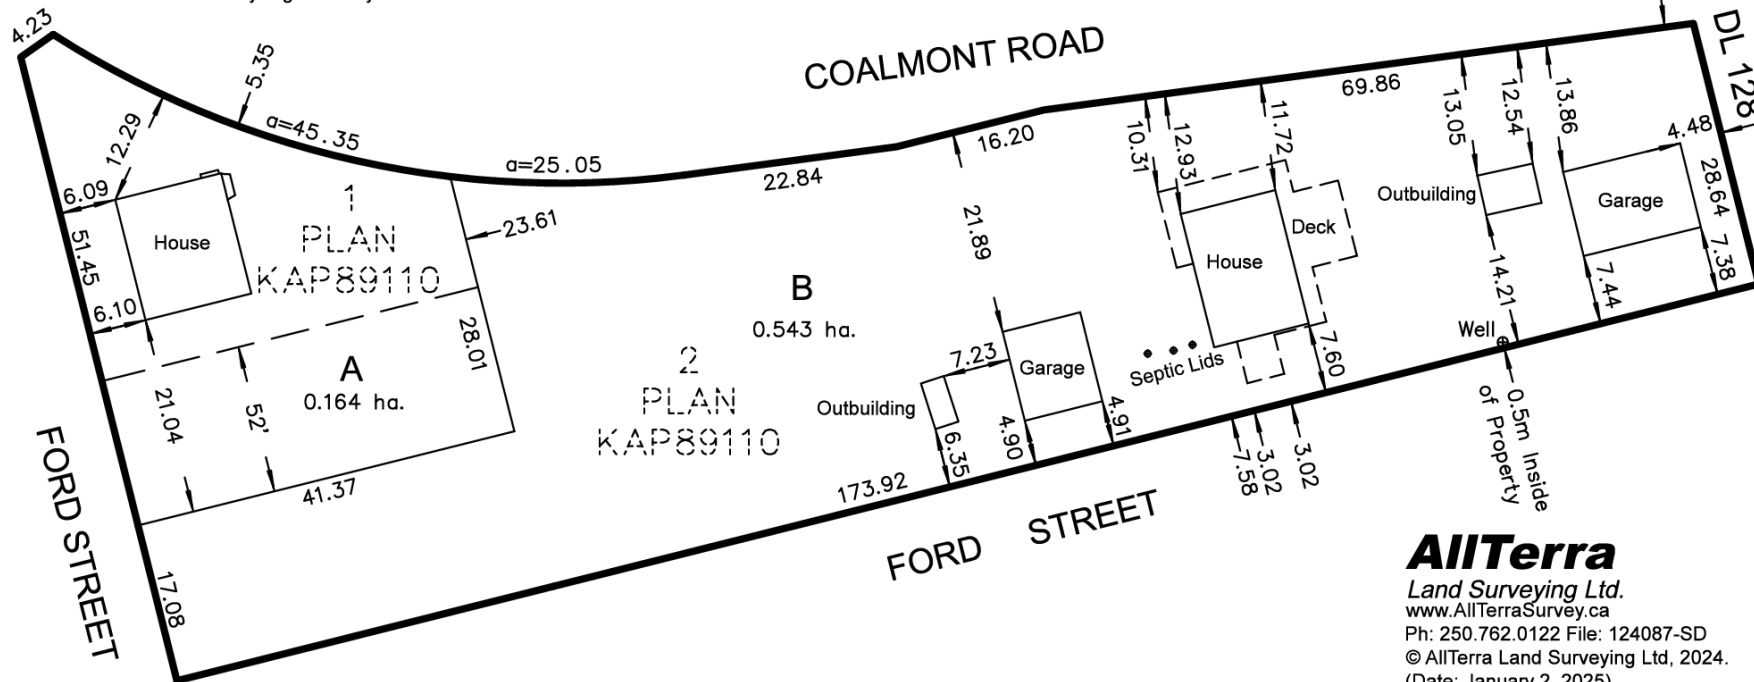 4.23
5.35
COALMONT ROAD
DL 128
12.29
a=45.35
a=25.05
22.84
16.20
69.86
10.31
12.93
11.72
13.05
12.54
13.86
4.48
28.64
6.09
51.45
House
1
PLAN
KAP89110
23.61
21.89
B
0.543 ha.
House
Deck
Outbuilding
Garage
14.21
7.44
7.38
6.10
28.01
A
0.164 ha.
21.04
52'
41.37
2
PLAN
KAP89110
7.23
Garage
Outbuilding
4.90
4.91
6.35
Septic Lids
7.60
Well
0.5m Inside
of Property
7.58
3.02
3.02
173.92
FORD STREET
17.08
FORD STREET
AllTerra
Land Surveying Ltd.
www.AllTerraSurvey.ca
Ph: 250.762.0122 File: 124087-SD
© AllTerra Land Surveying Ltd, 2024.
(Date: January 2, 2025)